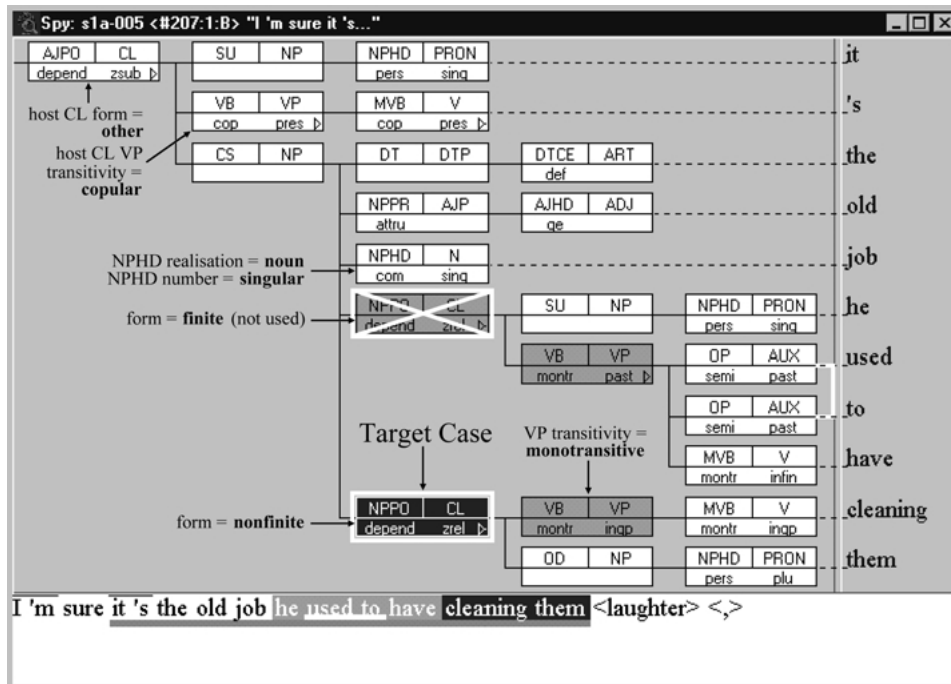 Spy: s1a-005 <#207:1:B> "I 'm sure it 's..."
AJPO CL SU NP NPHD PRON it
depend zsub pers sing
host CL form = other
VB VP MVB V 's
cop pres cop pres
host CL VP transitivity = copular
CS NP DT DTP DTCE ART the
def
NPPR AJP AJHD ADJ old
attru ge
NPHD realisation = noun
NPHD number = singular
NPHD N job
com sing
form = finite (not used)
NPPO CL SU NP NPHD PRON he
depend zrel pers sing
VB VP OP AUX used
montr past semi past
OP AUX to
semi past
Target Case
VP transitivity = monotransitive
MVB V have
montr infin
form = nonfinite
NPPO CL VB VP MVB V cleaning
depend zrel montr ingp montr ingp
OD NP NPHD PRON them
pers plu
I 'm sure it 's the old job he used to have cleaning them <laughter> <,>